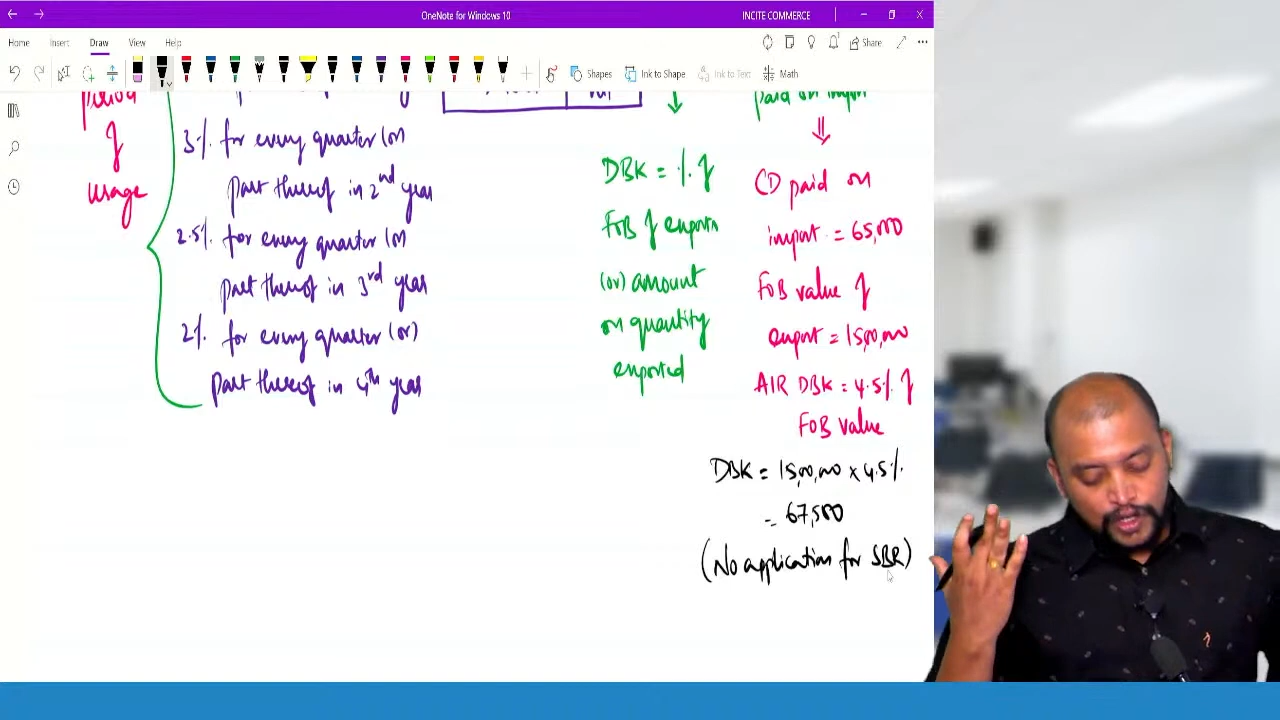 OneNote for Windows 10
INCITE COMMERCE
Home Insert Draw View Help
Share
Shapes
Ink to Shape
Ink to Text
Math
period
of
usage
3% for every quarter (or)
part thereof in 2nd year
2.5% for every quarter (or)
part thereof in 3rd year
2% for every quarter (or)
part thereof in 4th year
DBK = % of
FOB of exports
(or) amount
on quantity
exported
paid on import
CD paid on
import = 65,000
FOB value of
export = 15,00,000
AIR DBK = 4.5% of
FOB value
DBK = 15,00,000 x 4.5%
= 67,500
(No application for SBR)